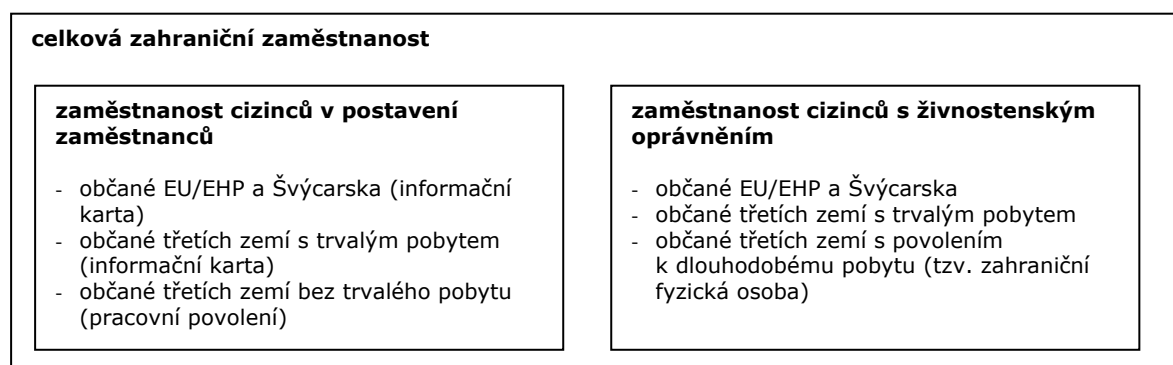 celková zahraniční zaměstnanost
zaměstnanost cizinců v postavení
zaměstnanců
- občané EU/EHP a Švýcarska (informační
karta)
- občané třetích zemí s trvalým pobytem
(informační karta)
- občané třetích zemí bez trvalého pobytu
(pracovní povolení)
zaměstnanost cizinců s živnostenským
oprávněním
- občané EU/EHP a Švýcarska
- občané třetích zemí s trvalým pobytem
- občané třetích zemí s povolením
k dlouhodobému pobytu (tzv. zahraniční
fyzická osoba)